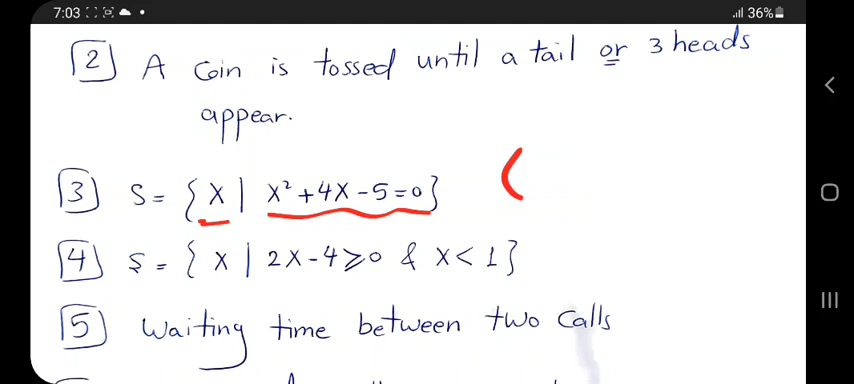 7:03
36%
2 A Coin is tossed until a tail or 3 heads
appear.
3 S = { X | X² + 4X - 5 = 0 }
4 S = { X | 2X - 4 ≥ 0 & X < 1 }
5 Waiting time between two Calls